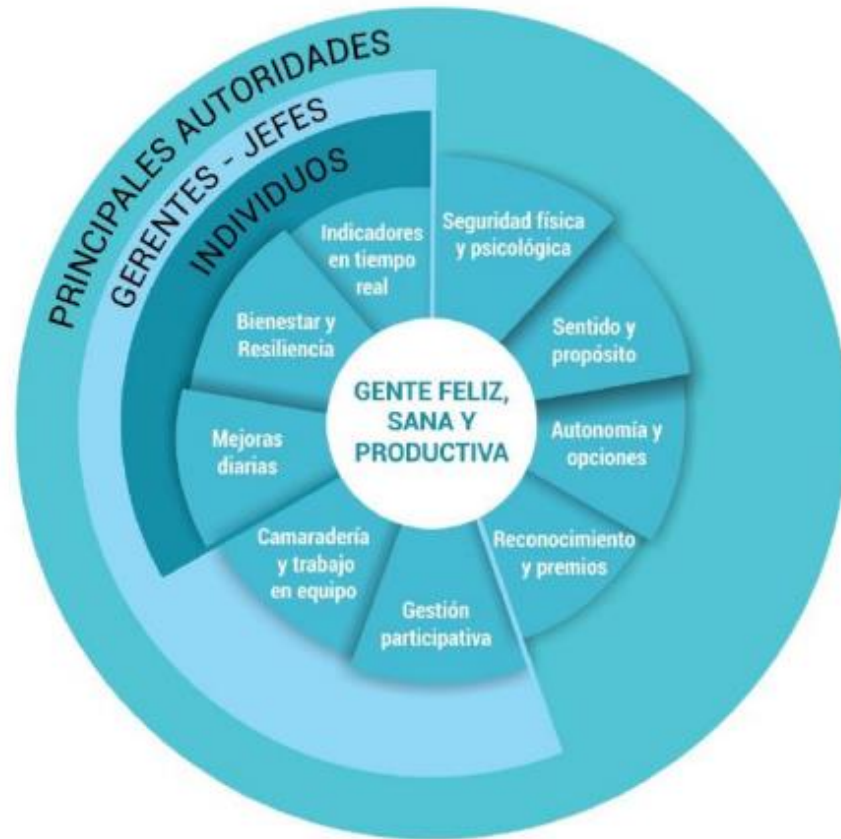 PRINCIPALES AUTORIDADES
GERENTES - JEFES
INDIVIDUOS
Indicadores
en tiempo
real
Seguridad física
y psicológica
Sentido y
propósito
Autonomía y
opciones
Reconocimiento
y premios
Gestión
participativa
Camaradería
y trabajo
en equipo
Mejoras
diarias
Bienestar y
Resiliencia
GENTE FELIZ,
SANA Y
PRODUCTIVA